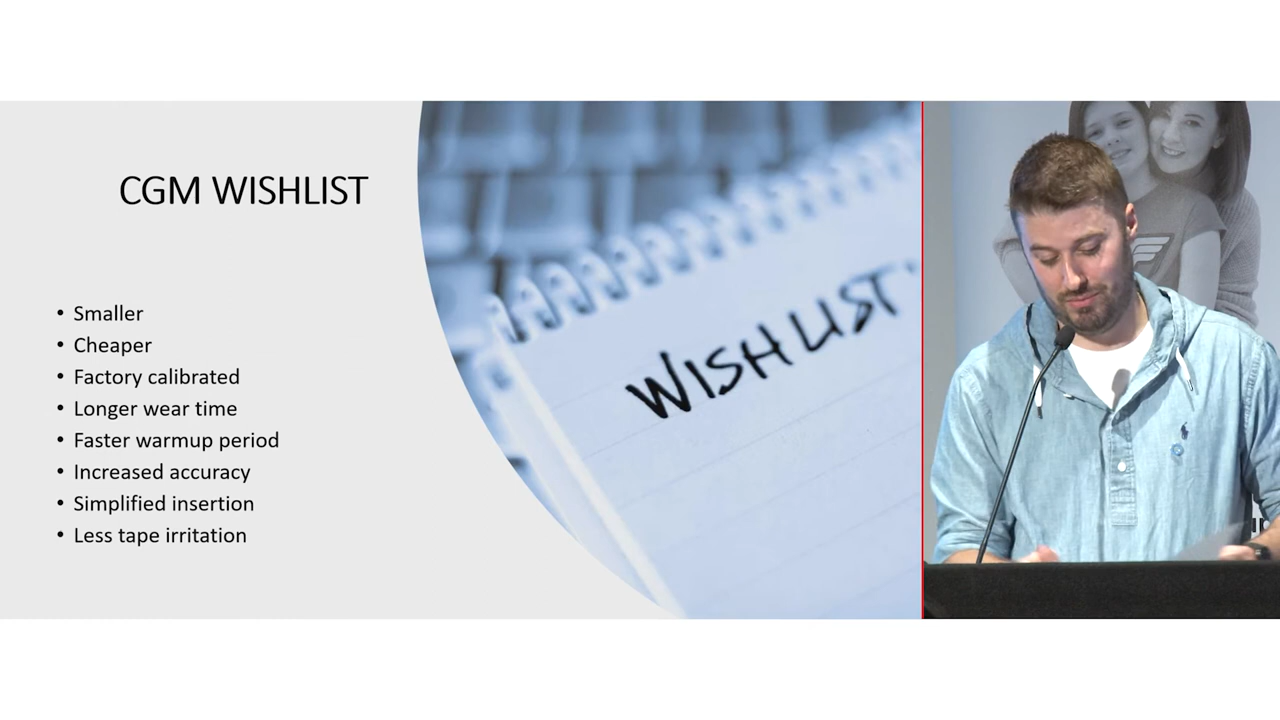 CGM WISHLIST
• Smaller
• Cheaper
• Factory calibrated
• Longer wear time
• Faster warmup period
• Increased accuracy
• Simplified insertion
• Less tape irritation
WISH LIST